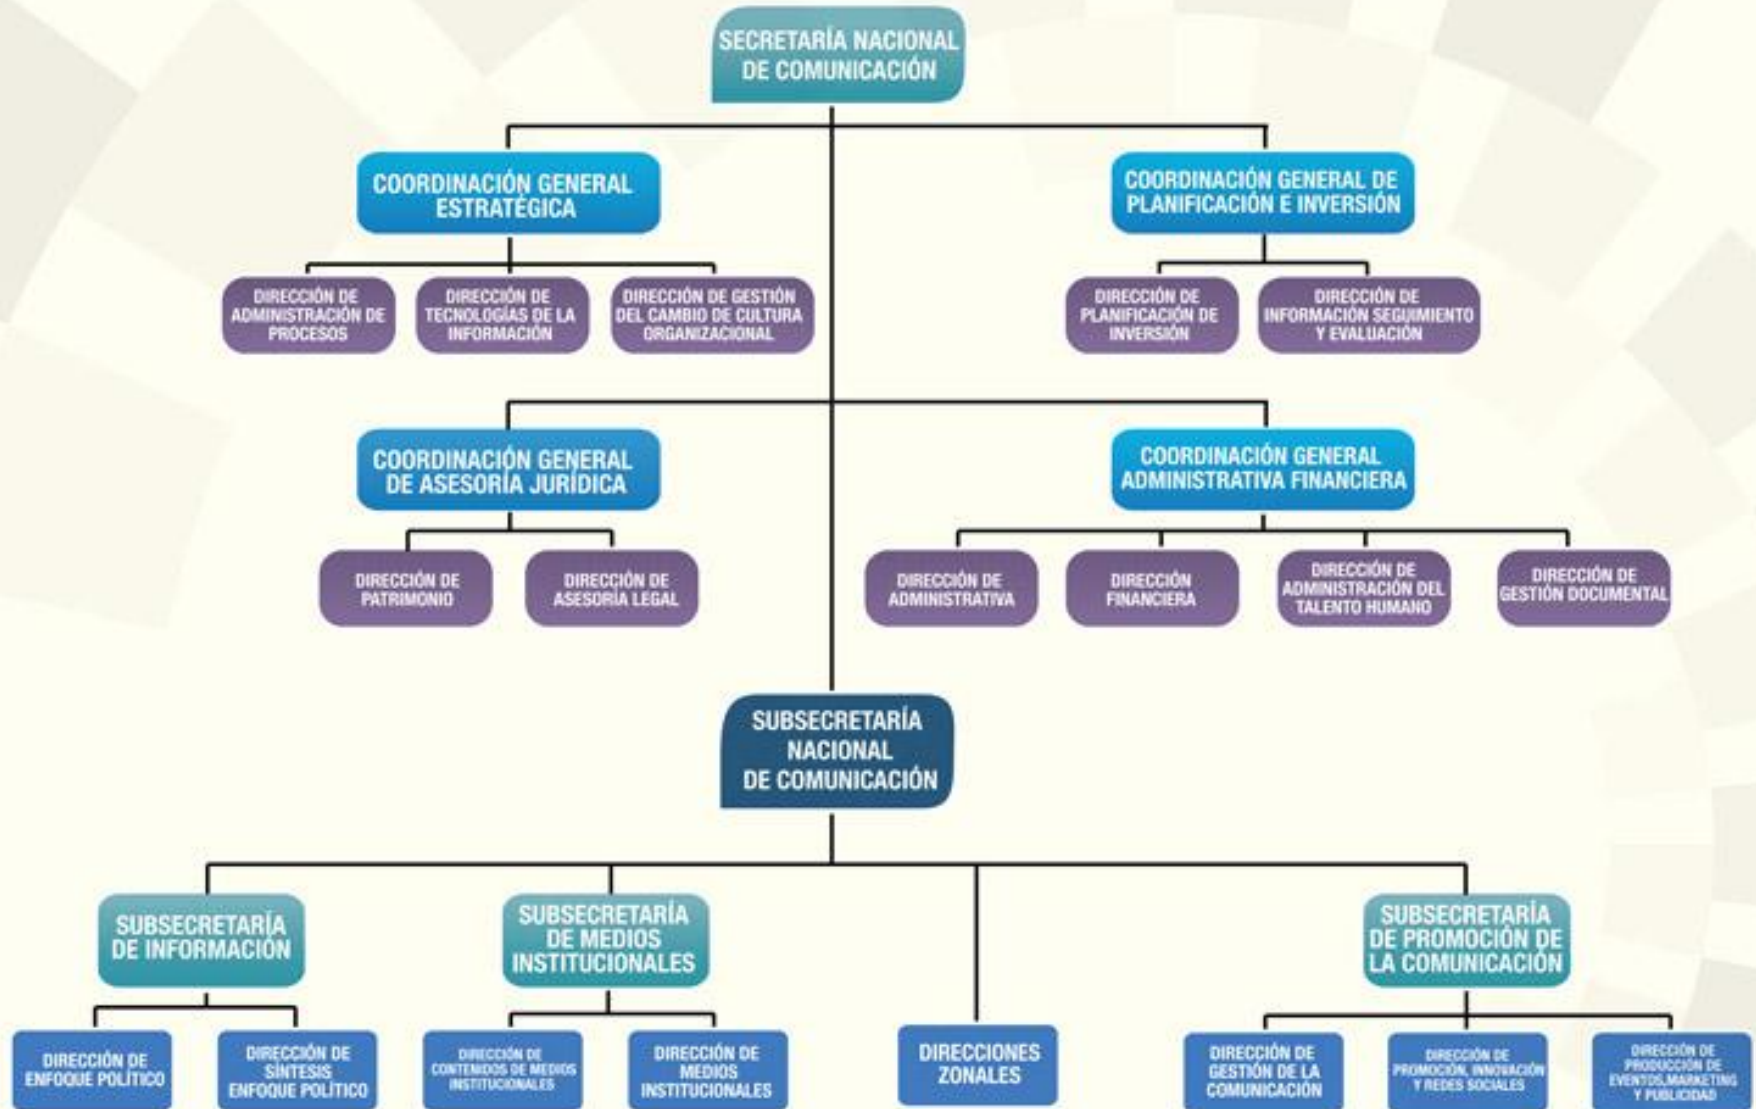 SECRETARÍA NACIONAL
DE COMUNICACIÓN
COORDINACIÓN GENERAL
ESTRATÉGICA
COORDINACIÓN GENERAL DE
PLANIFICACIÓN E INVERSIÓN
DIRECCIÓN DE
ADMINISTRACIÓN DE
PROCESOS
DIRECCIÓN DE
TECNOLOGÍAS DE LA
INFORMACIÓN
DIRECCIÓN DE GESTIÓN
DEL CAMBIO DE CULTURA
ORGANIZACIONAL
DIRECCIÓN DE
PLANIFICACIÓN DE
INVERSIÓN
DIRECCIÓN DE
INFORMACIÓN SEGUIMIENTO
Y EVALUACIÓN
COORDINACIÓN GENERAL
DE ASESORÍA JURÍDICA
COORDINACIÓN GENERAL
ADMINISTRATIVA FINANCIERA
DIRECCIÓN DE
PATRIMONIO
DIRECCIÓN DE
ASESORÍA LEGAL
DIRECCIÓN DE
ADMINISTRATIVA
DIRECCIÓN
FINANCIERA
DIRECCIÓN DE
ADMINISTRACIÓN DEL
TALENTO HUMANO
DIRECCIÓN DE
GESTIÓN DOCUMENTAL
SUBSECRETARÍA
NACIONAL
DE COMUNICACIÓN
SUBSECRETARÍA
DE INFORMACIÓN
SUBSECRETARÍA
DE MEDIOS
INSTITUCIONALES
SUBSECRETARÍA
DE PROMOCIÓN DE
LA COMUNICACIÓN
DIRECCIÓN DE
ENFOQUE POLÍTICO
DIRECCIÓN DE
SÍNTESIS
ENFOQUE POLÍTICO
DIRECCIÓN DE
CONTENIDOS DE MEDIOS
INSTITUCIONALES
DIRECCIÓN DE
MEDIOS
INSTITUCIONALES
DIRECCIONES
ZONALES
DIRECCIÓN DE
GESTIÓN DE LA
COMUNICACIÓN
DIRECCIÓN DE
PROMOCIÓN, INNOVACIÓN
Y REDES SOCIALES
DIRECCIÓN DE
PRODUCCIÓN DE
EVENTOS,MARKETING
Y PUBLICIDAD